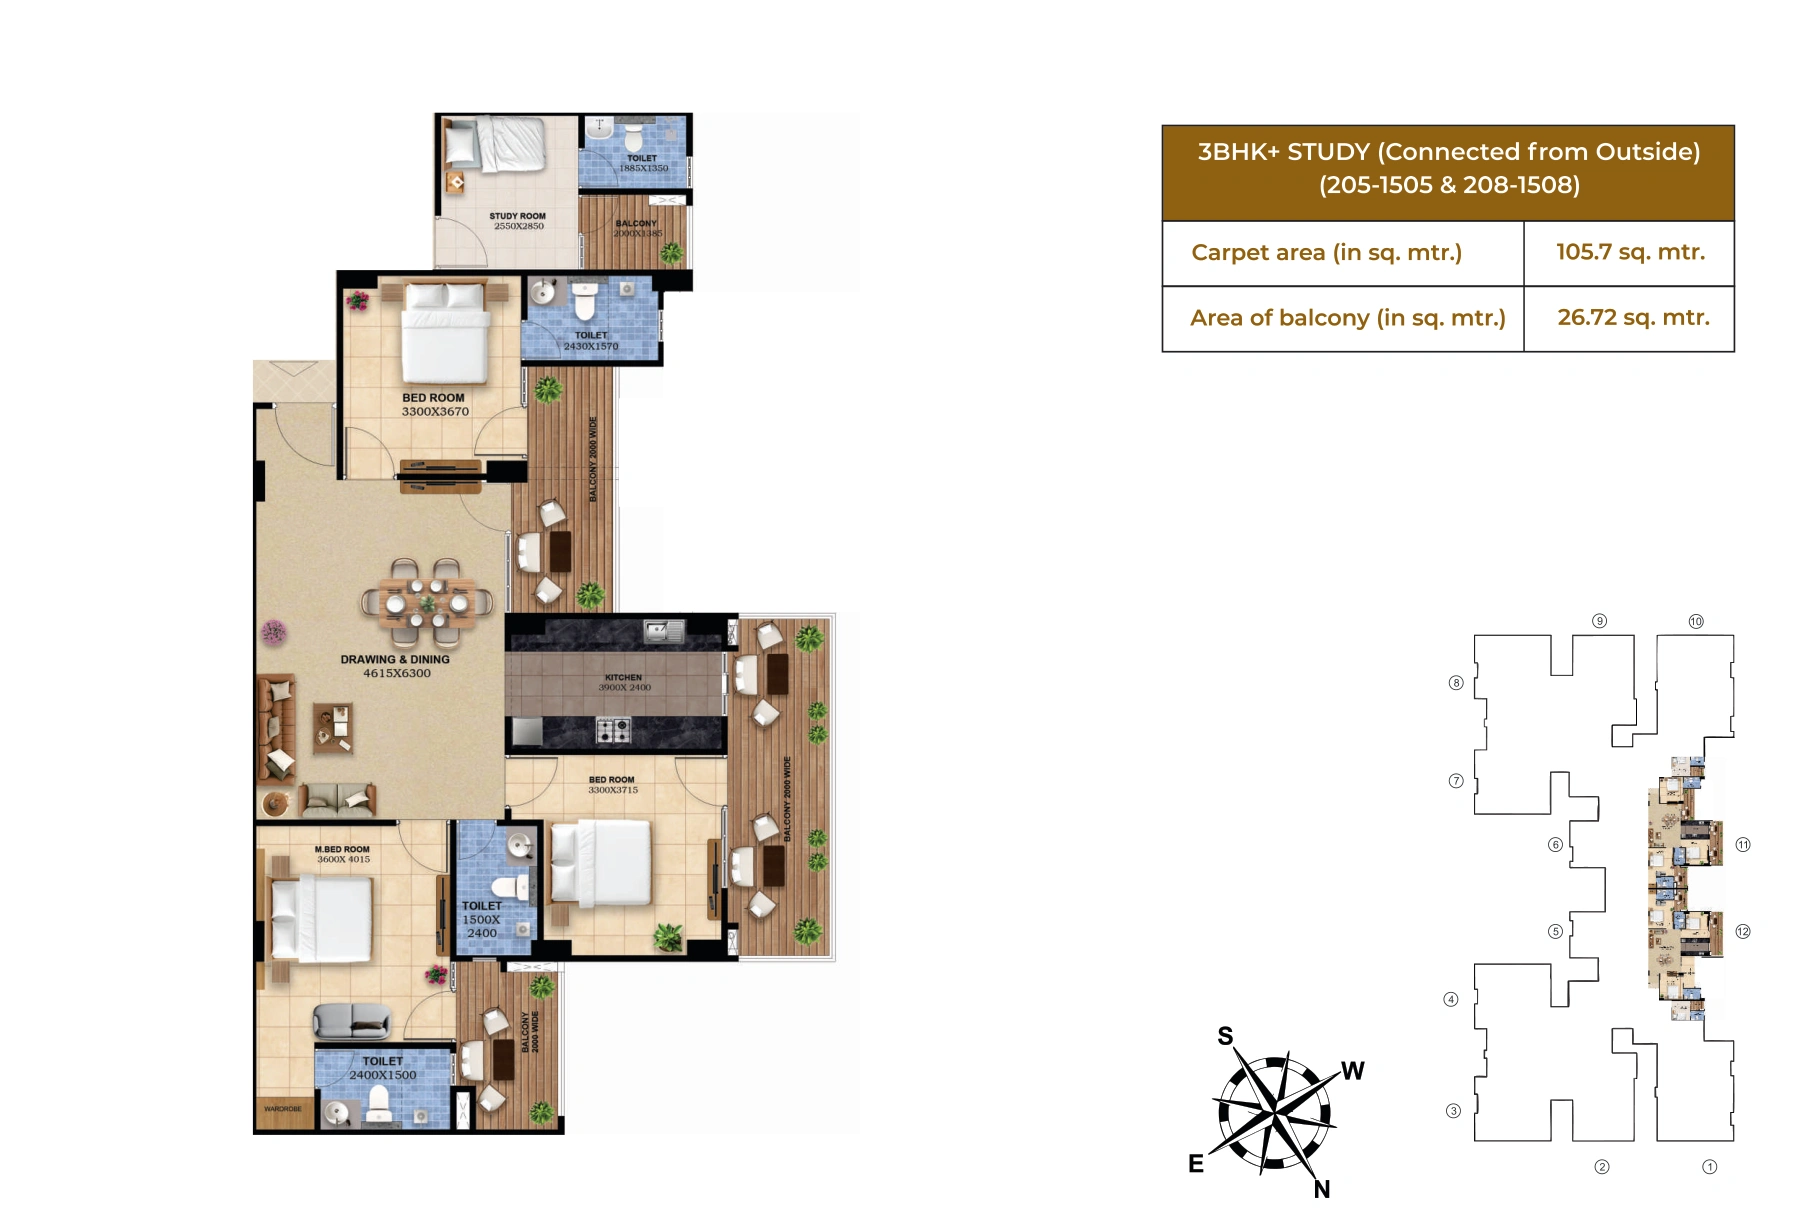 3BHK+ STUDY (Connected from Outside)
(205-1505 & 208-1508)
Carpet area (in sq. mtr.) 105.7 sq. mtr.
Area of balcony (in sq. mtr.) 26.72 sq. mtr.
TOILET
1885X1350
STUDY ROOM
2550X2850
BALCONY
2000X1385
TOILET
2430X1570
BED ROOM
3300X3670
BALCONY 2000 WIDE
DRAWING & DINING
4615X6300
KITCHEN
3900X 2400
BED ROOM
3300X3715
BALCONY 2000 WIDE
M.BED ROOM
3600X 4015
TOILET
1500X
2400
BALCONY
2000 WIDE
TOILET
2400X1500
WARDROBE
9
10
8
7
6
11
5
12
4
3
2
1
S
W
E
N